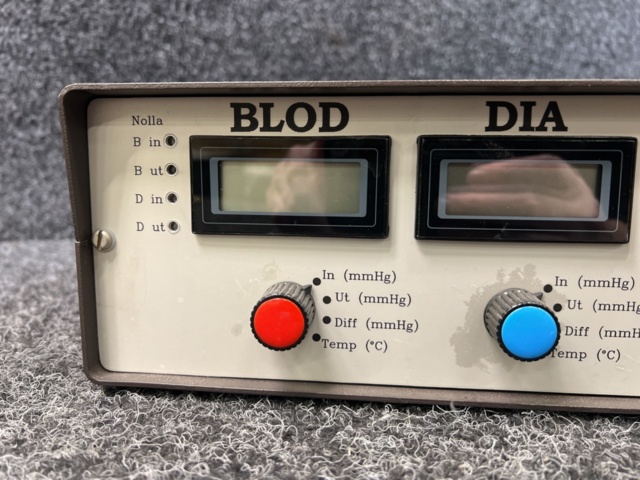 Nolla
B in
B ut
D in
D ut
BLOD
In (mmHg)
Ut (mmHg)
Diff (mmHg)
Temp (°C)
DIA
In (mmHg)
Ut (mmHg
Diff (mmHg)
Temp (°C)